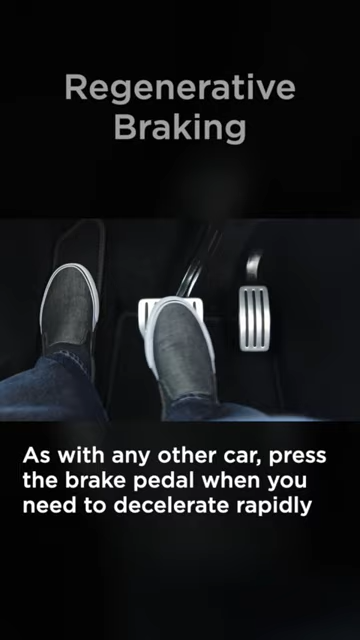 Regenerative
Braking
As with any other car, press
the brake pedal when you
need to decelerate rapidly